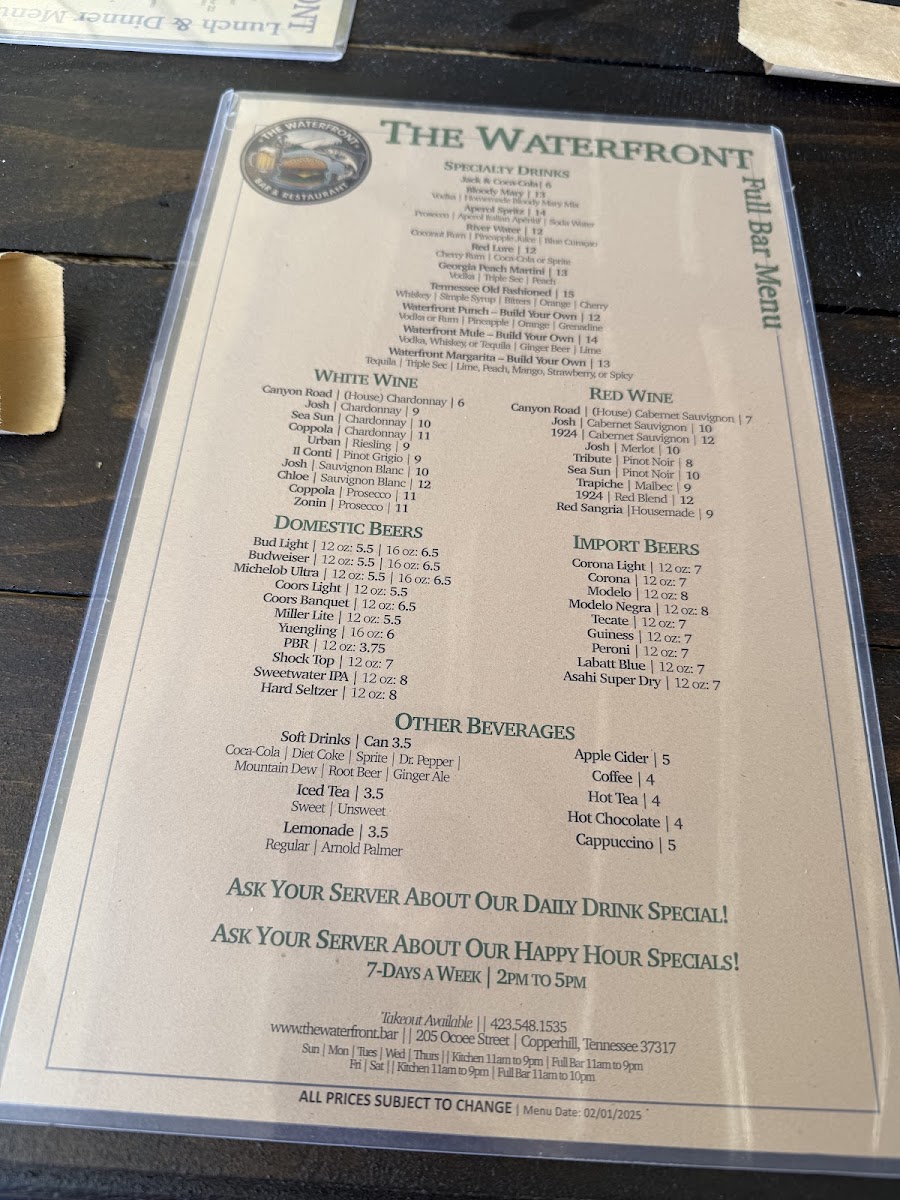 Lunch & Dinner Menu
THE WATERFRONT
BAR & RESTAURANT
THE WATERFRONT
Full Bar Menu
SPECIALTY DRINKS
Jack & Coca-Cola | 6
Bloody Mary | 13
Vodka | Homemade Bloody Mary Mix
Aperol Spritz | 14
Prosecco | Aperol Italian Aperitif | Soda Water
River Water | 12
Coconut Rum | Pineapple Juice | Blue Curaçao
Red Lure | 12
Cherry Rum | Coca-Cola or Sprite
Georgia Peach Martini | 13
Vodka | Triple Sec | Peach
Tennessee Old Fashioned | 15
Whiskey | Simple Syrup | Bitters | Orange | Cherry
Waterfront Punch – Build Your Own | 12
Vodka or Rum | Pineapple | Orange | Grenadine
Waterfront Mule – Build Your Own | 14
Vodka, Whiskey, or Tequila | Ginger Beer | Lime
Waterfront Margarita – Build Your Own | 13
Tequila | Triple Sec | Lime, Peach, Mango, Strawberry, or Spicy
WHITE WINE
Canyon Road | (House) Chardonnay | 6
Josh | Chardonnay | 9
Sea Sun | Chardonnay | 10
Coppola | Chardonnay | 11
Urban | Riesling | 9
Il Conti | Pinot Grigio | 9
Josh | Sauvignon Blanc | 10
Chloe | Sauvignon Blanc | 12
Coppola | Prosecco | 11
Zonin | Prosecco | 11
RED WINE
Canyon Road | (House) Cabernet Sauvignon | 7
Josh | Cabernet Sauvignon | 10
1924 | Cabernet Sauvignon | 12
Josh | Merlot | 10
Tribute | Pinot Noir | 8
Sea Sun | Pinot Noir | 10
Trapiche | Malbec | 9
1924 | Red Blend | 12
Red Sangria |Housemade | 9
DOMESTIC BEERS
Bud Light | 12 oz: 5.5 | 16 oz: 6.5
Budweiser | 12 oz: 5.5 | 16 oz: 6.5
Michelob Ultra | 12 oz: 5.5 | 16 oz: 6.5
Coors Light | 12 oz: 5.5
Coors Banquet | 12 oz: 6.5
Miller Lite | 12 oz: 5.5
Yuengling | 16 oz: 6
PBR | 12 oz: 3.75
Shock Top | 12 oz: 7
Sweetwater IPA | 12 oz: 8
Hard Seltzer | 12 oz: 8
IMPORT BEERS
Corona Light | 12 oz: 7
Corona | 12 oz: 7
Modelo | 12 oz: 8
Modelo Negra | 12 oz: 8
Tecate | 12 oz: 7
Guiness | 12 oz: 7
Peroni | 12 oz: 7
Labatt Blue | 12 oz: 7
Asahi Super Dry | 12 oz: 7
OTHER BEVERAGES
Soft Drinks | Can 3.5
Coca-Cola | Diet Coke | Sprite | Dr. Pepper |
Mountain Dew | Root Beer | Ginger Ale
Iced Tea | 3.5
Sweet | Unsweet
Lemonade | 3.5
Regular | Arnold Palmer
Apple Cider | 5
Coffee | 4
Hot Tea | 4
Hot Chocolate | 4
Cappuccino | 5
ASK YOUR SERVER ABOUT OUR DAILY DRINK SPECIAL!
ASK YOUR SERVER ABOUT OUR HAPPY HOUR SPECIALS!
7-DAYS A WEEK | 2PM TO 5PM
Takeout Available || 423.548.1535
www.thewaterfront.bar || 205 Ocoee Street | Copperhill, Tennessee 37317
Sun | Mon | Tues | Wed | Thurs || Kitchen 11am to 9pm | Full Bar 11am to 9pm
Fri | Sat || Kitchen 11am to 9pm | Full Bar 11am to 10pm
ALL PRICES SUBJECT TO CHANGE | Menu Date: 02/01/2025